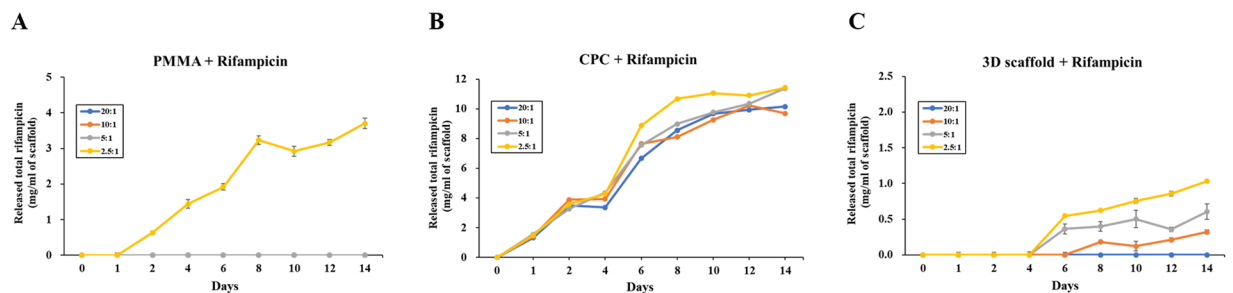 A
PMMA + Rifampicin
Released total rifampicin
(mg/ml of scaffold)
5
4
3
2
1
0
20:1
10:1
5:1
2.5:1
0 1 2 4 6 8 10 12 14
Days
B
CPC + Rifampicin
Released total rifampicin
(mg/ml of scaffold)
12
10
8
6
4
2
0
20:1
10:1
5:1
2.5:1
0 1 2 4 6 8 10 12 14
Days
C
3D scaffold + Rifampicin
Released total rifampicin
(mg/ml of scaffold)
2.5
2.0
1.5
1.0
0.5
0.0
20:1
10:1
5:1
2.5:1
0 1 2 4 6 8 10 12 14
Days